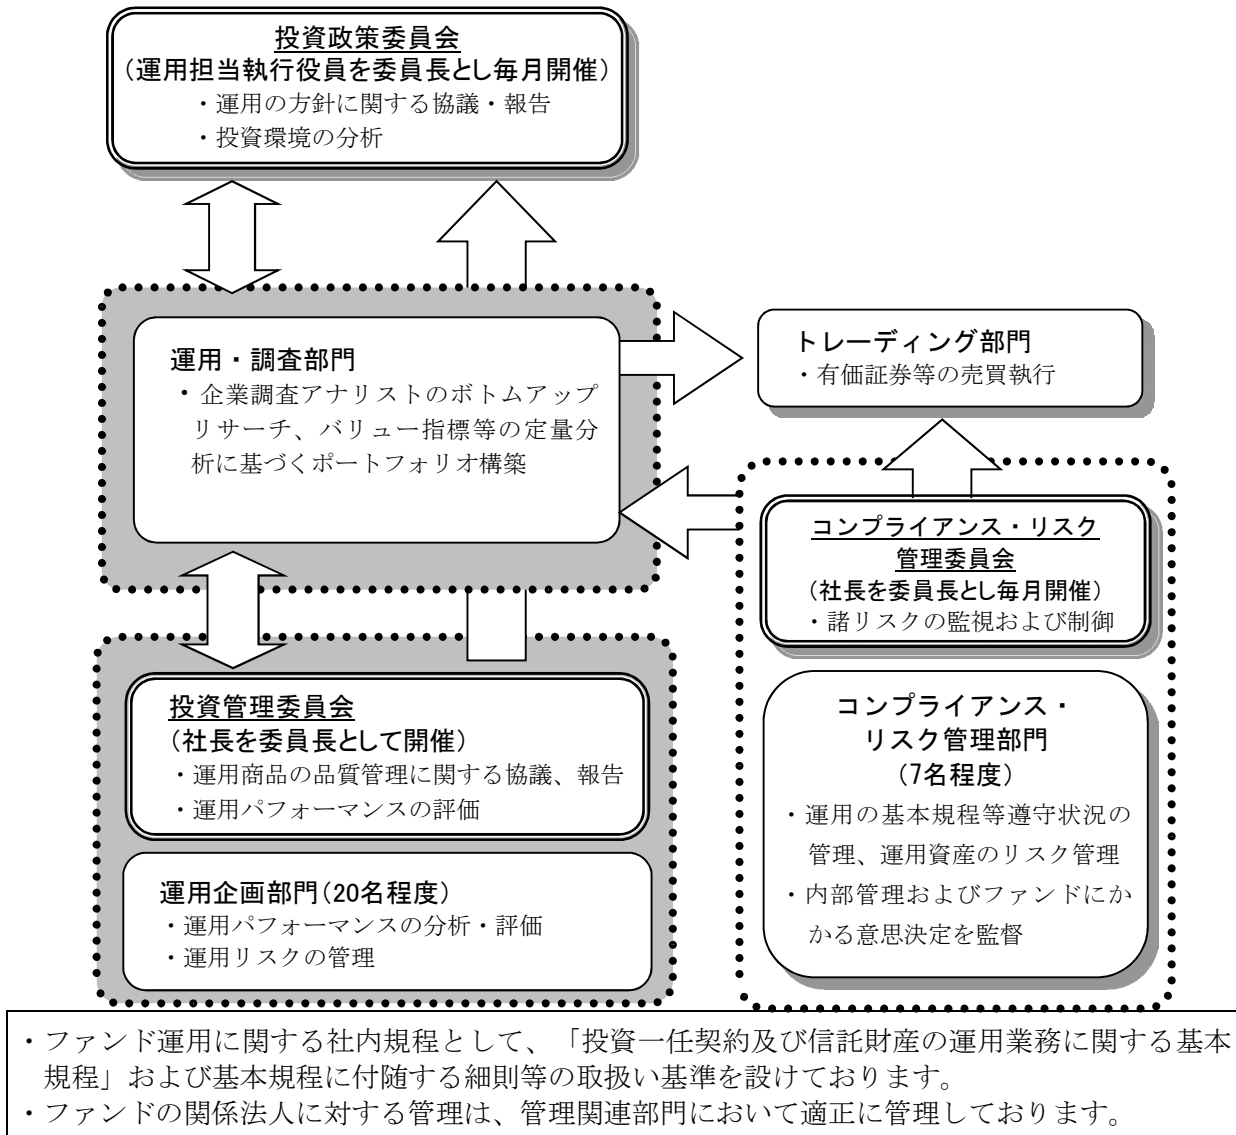 投資政策委員会
（運用担当執行役員を委員長とし毎月開催）
・運用の方針に関する協議・報告
・投資環境の分析
運用・調査部門
・企業調査アナリストのボトムアップ
リサーチ、バリュー指標等の定量分
析に基づくポートフォリオ構築
トレーディング部門
・有価証券等の売買執行
コンプライアンス・リスク
管理委員会
（社長を委員長とし毎月開催）
・諸リスクの監視および制御
投資管理委員会
（社長を委員長として開催）
・運用商品の品質管理に関する協議、報告
・運用パフォーマンスの評価
運用企画部門（20名程度）
・運用パフォーマンスの分析・評価
・運用リスクの管理
コンプライアンス・
リスク管理部門
（7名程度）
・運用の基本規程等遵守状況の
管理、運用資産のリスク管理
・内部管理およびファンドにか
かる意思決定を監督
・ファンド運用に関する社内規程として、「投資一任契約及び信託財産の運用業務に関する基本
規程」および基本規程に付随する細則等の取扱い基準を設けております。
・ファンドの関係法人に対する管理は、管理関連部門において適正に管理しております。